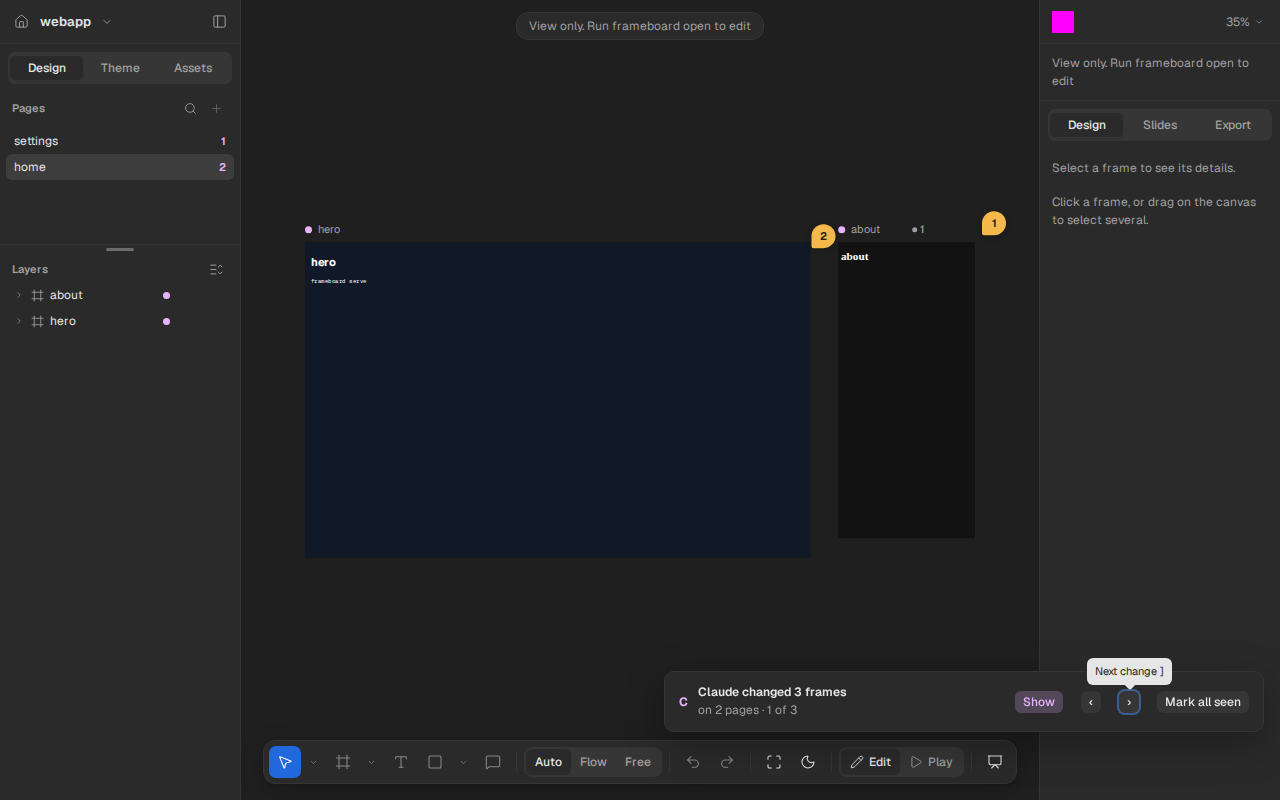 webapp
View only. Run frameboard open to edit
35%
Design
Theme
Assets
View only. Run frameboard open to
edit
Pages
Design
Slides
Export
settings
1
home
2
Select a frame to see its details.
Click a frame, or drag on the canvas
to select several.
hero
2
about
1
1
hero
frameboard serve
about
Layers
about
hero
Next change ]
C
Claude changed 3 frames
on 2 pages · 1 of 3
Show
‹
›
Mark all seen
Auto
Flow
Free
Edit
Play